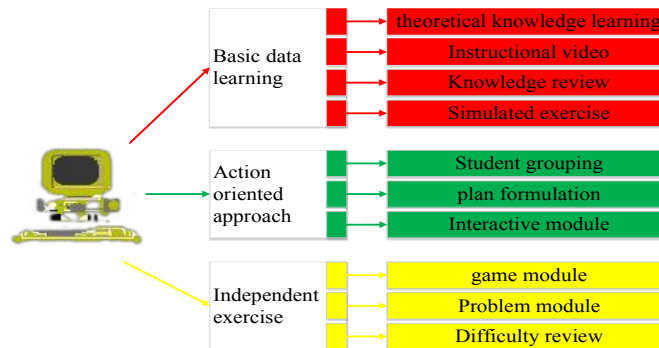 Basic data
learning
theoretical knowledge learning
Instructional video
Knowledge review
Simulated exercise
Action
oriented
approach
Student grouping
plan formulation
Interactive module
Independent
exercise
game module
Problem module
Difficulty review